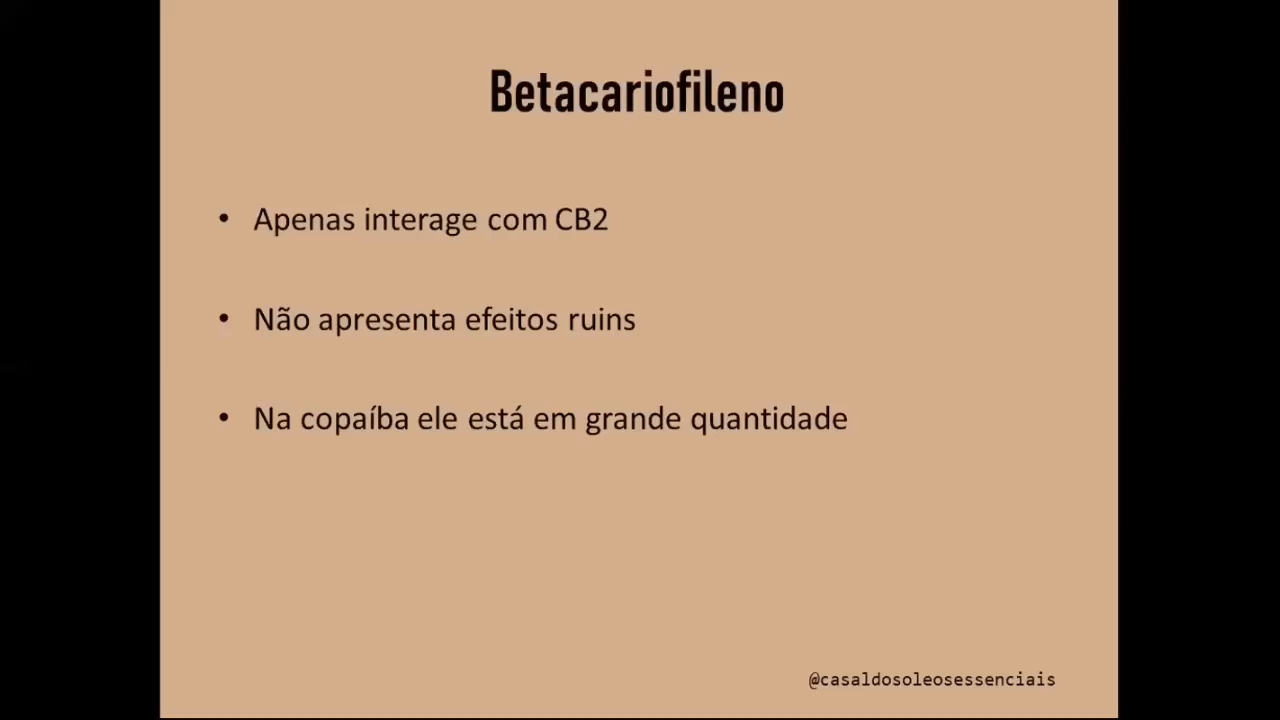 Betacariofileno
• Apenas interage com CB2
• Não apresenta efeitos ruins
• Na copaíba ele está em grande quantidade
@casaldosoleosessenciais